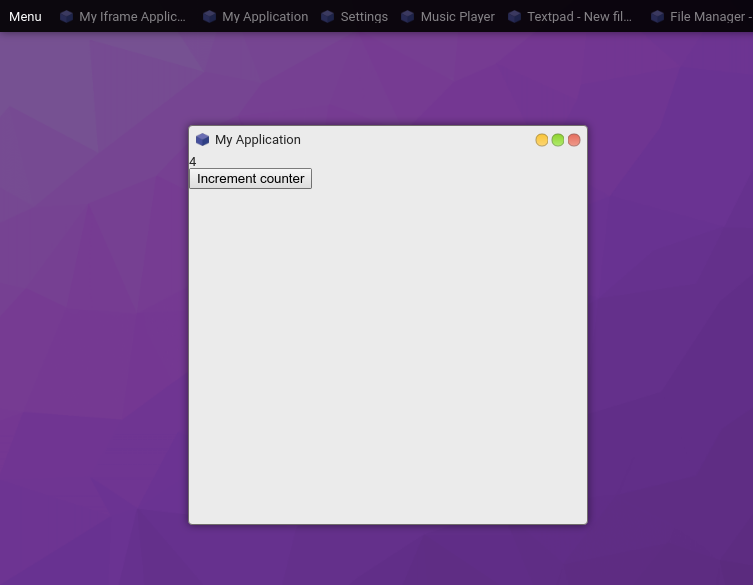 Menu My Iframe Applic... My Application Settings Music Player Textpad - New fil... File Manager -
My Application
4
Increment counter